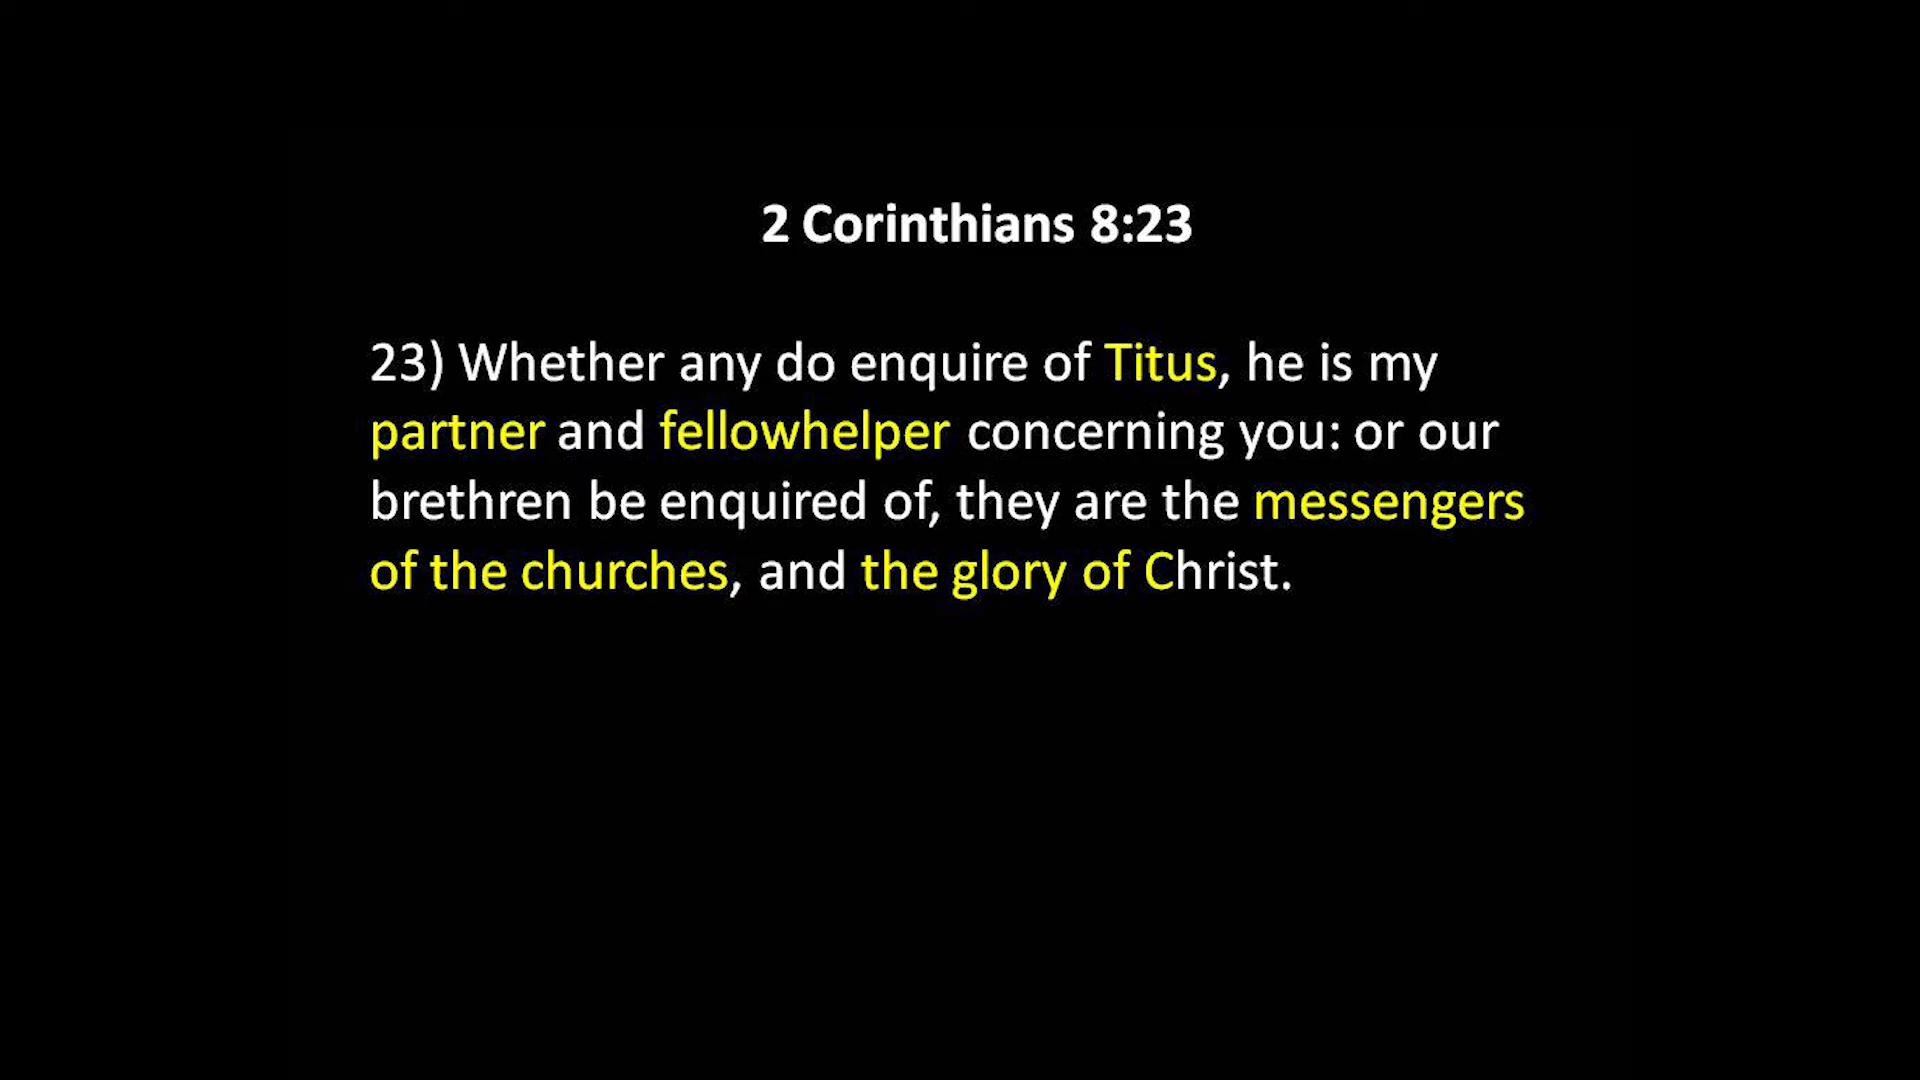 2 Corinthians 8:23
23) Whether any do enquire of Titus, he is my
partner and fellowhelper concerning you: or our
brethren be enquired of, they are the messengers
of the churches, and the glory of Christ.